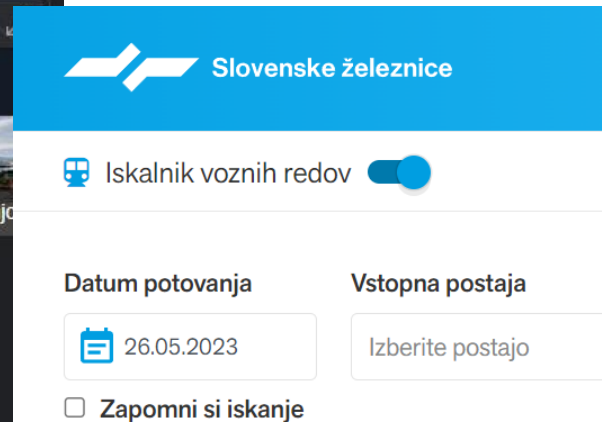 Slovenske železnice
Iskalnik voznih redov
Datum potovanja Vstopna postaja
26.05.2023 Izberite postajo
Zapomni si iskanje